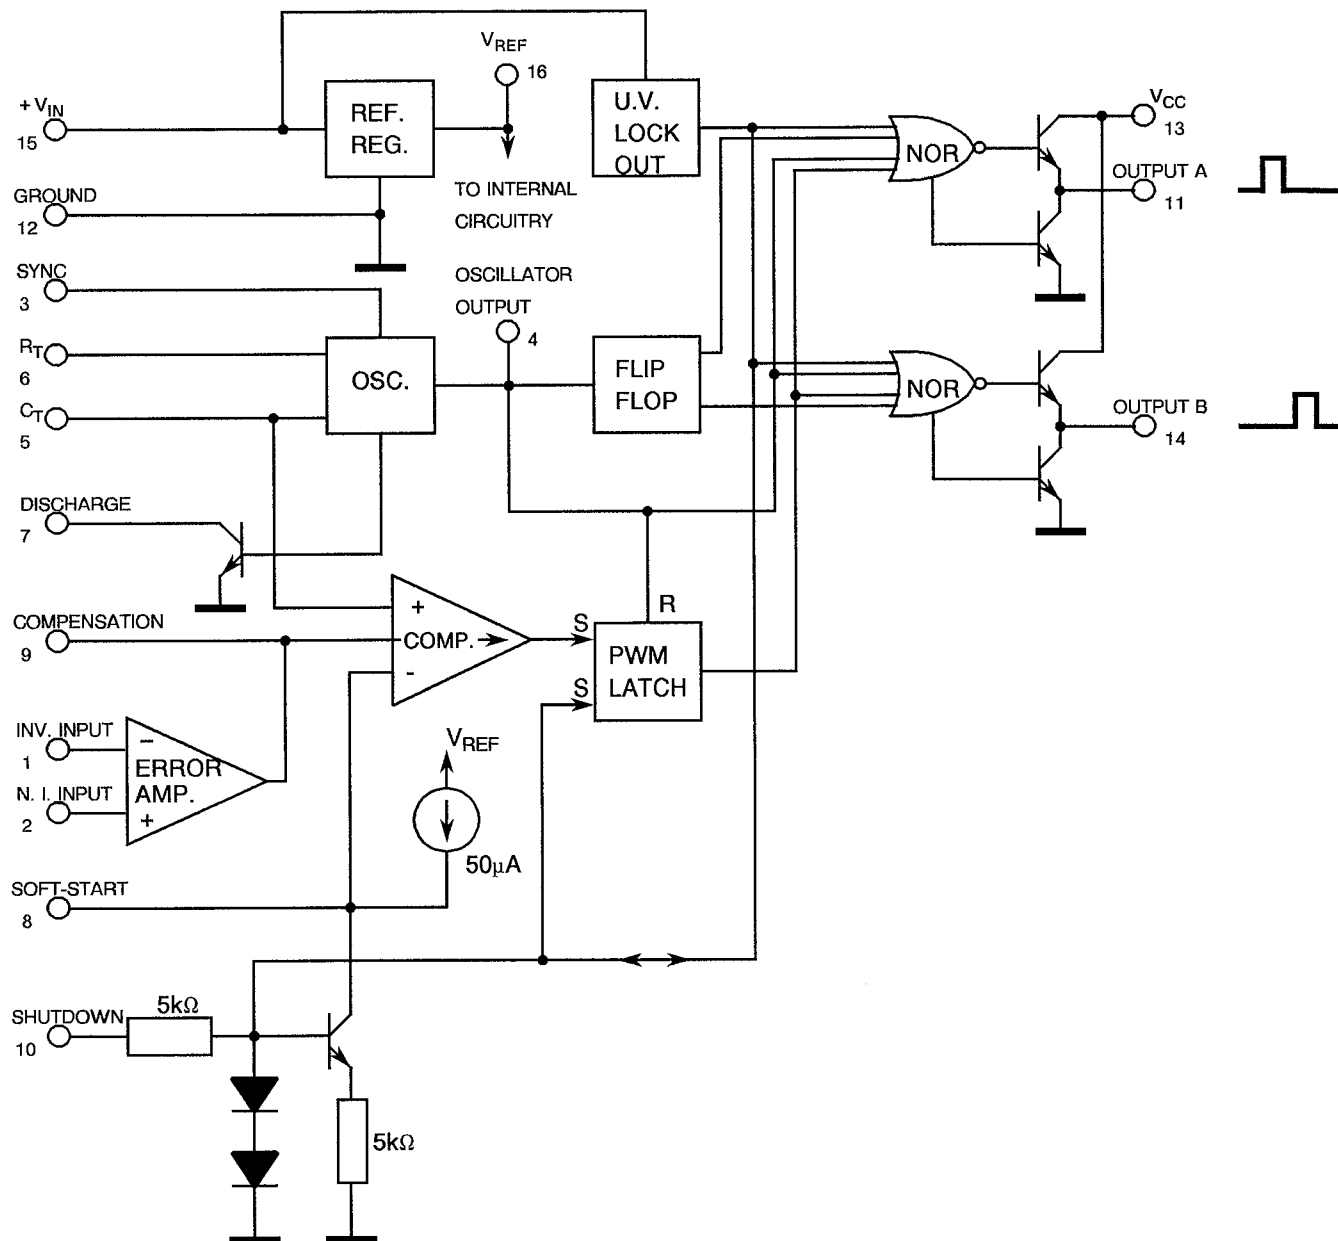 VREF
16
+VIN
15
REF.
REG.
U.V.
LOCK
OUT
VCC
13
NOR
OUTPUT A
11
GROUND
12
TO INTERNAL
CIRCUITRY
SYNC
3
OSCILLATOR
OUTPUT
4
RT
6
OSC.
FLIP
FLOP
NOR
CT
5
OUTPUT B
14
DISCHARGE
7
COMPENSATION
9
+
COMP.
-
S
R
S
PWM
LATCH
INV. INPUT
1
−
ERROR
AMP.
+
N. I. INPUT
2
VREF
50µA
SOFT-START
8
SHUTDOWN
10
5kΩ
5kΩ